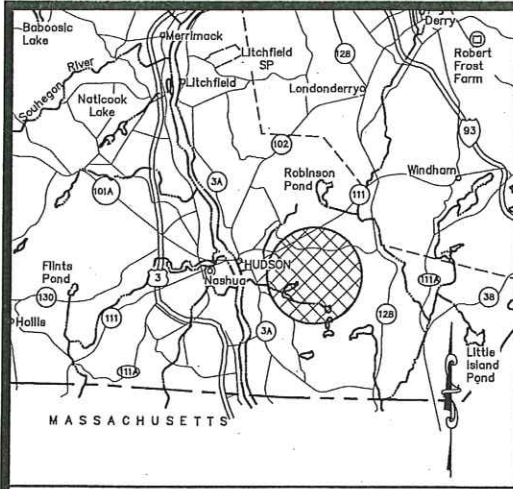 Baboosic
Lake
Merrimack
Souhegon River
Litchfield
SP
Litchfield
Naticook
Lake
Derry
Robert
Frost
Farm
128
Londonderry
93
102
3A
101A
Robinson
Pond
111
Windham
HUDSON
Nashua
3
Flints
Pond
130
111
Hollis
111A
3A
128
111A
38
Little
Island
Pond
MASSACHUSETTS